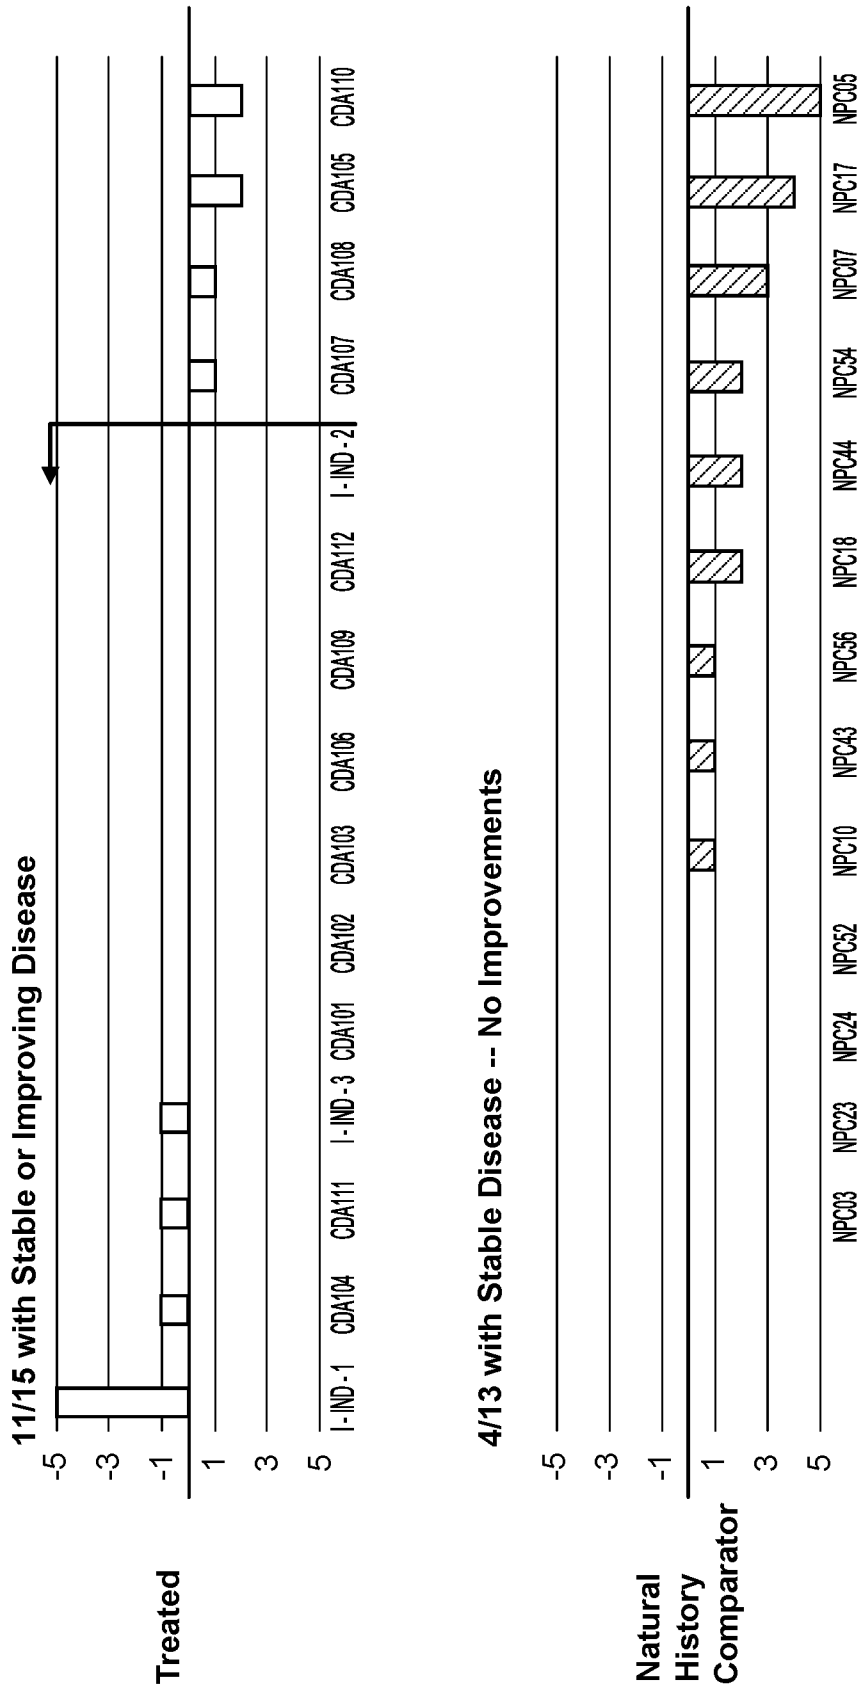 11/15 with Stable or Improving Disease
Treated
-5
-3
-1
1
3
5
I - IND - 1 CDA104 CDA111 I - IND - 3 CDA101 CDA102 CDA103 CDA106 CDA109 CDA112 I - IND - 2 CDA107 CDA108 CDA105 CDA110
4/13 with Stable Disease -- No Improvements
Natural
History
Comparator
-5
-3
-1
1
3
5
NPC03 NPC23 NPC24 NPC52 NPC10 NPC43 NPC56 NPC18 NPC44 NPC54 NPC07 NPC17 NPC05